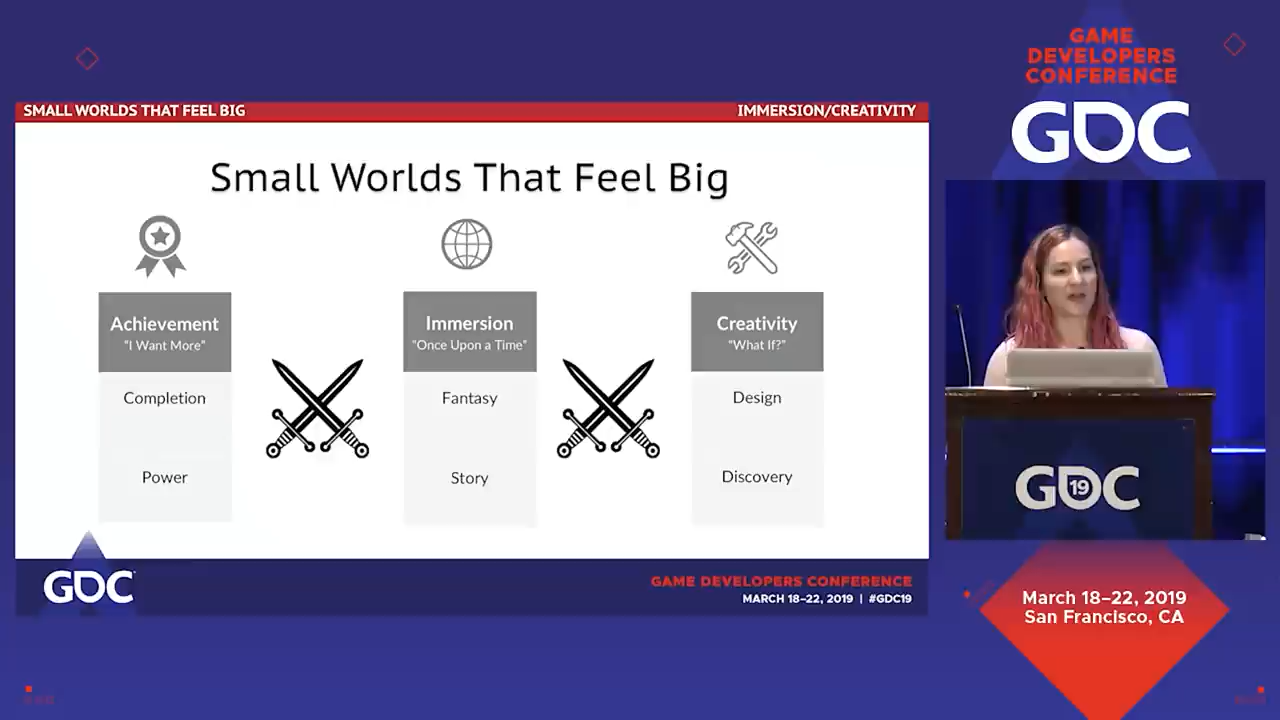 GAME
DEVELOPERS
CONFERENCE
GDC
SMALL WORLDS THAT FEEL BIG
IMMERSION/CREATIVITY
Small Worlds That Feel Big
Achievement
"I Want More"
Completion
Power
Immersion
"Once Upon a Time"
Fantasy
Story
Creativity
"What If?"
Design
Discovery
GDC
GAME DEVELOPERS CONFERENCE
MARCH 18–22, 2019 | #GDC19
GDC
19
March 18–22, 2019
San Francisco, CA